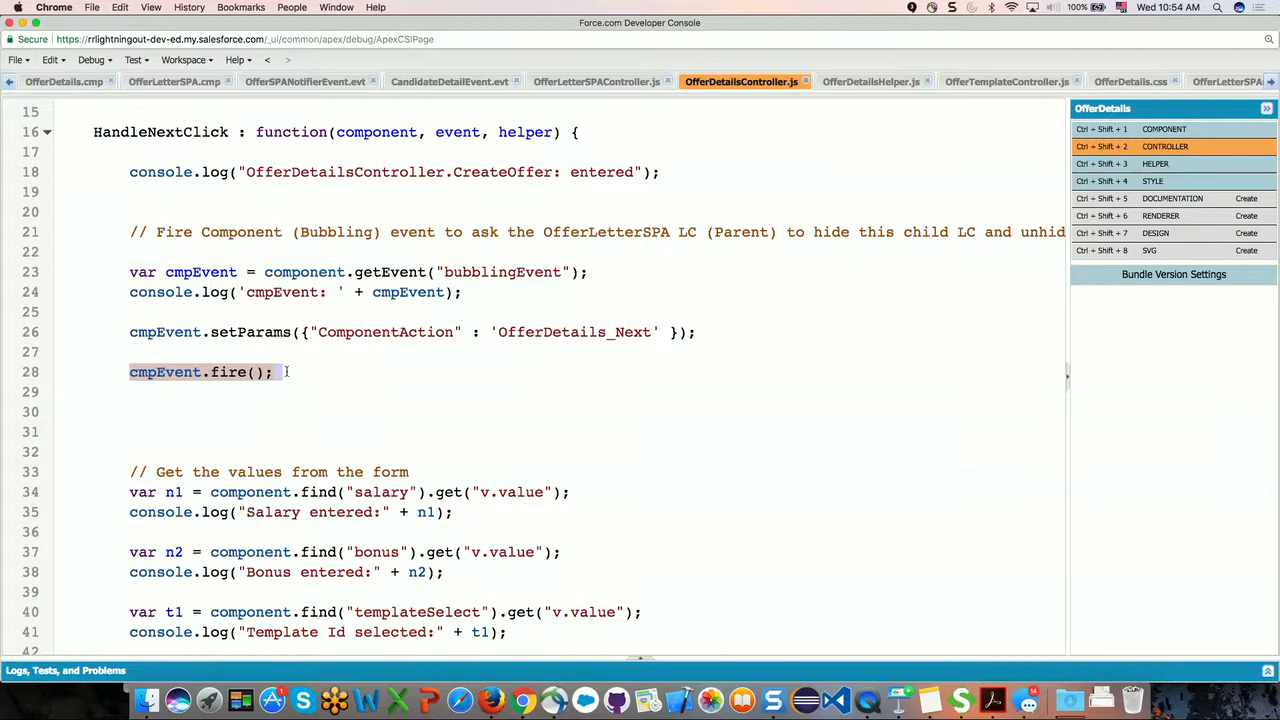 Chrome File Edit View History Bookmarks People Window Help 100% Wed 10:54 AM
Force.com Developer Console
Secure https://rrlightningout-dev-ed.my.salesforce.com/_ui/common/apex/debug/ApexCSIPage
File Edit Debug Test Workspace Help < >
OfferDetails.cmp OfferLetterSPA.cmp OfferSPANotifierEvent.evt CandidateDetailEvent.evt OfferLetterSPAController.js OfferDetailsController.js OfferDetailsHelper.js OfferTemplateController.js OfferDetails.css OfferLetterSPA
15
16 HandleNextClick : function(component, event, helper) {
17
18 console.log("OfferDetailsController.CreateOffer: entered");
19
20
21 // Fire Component (Bubbling) event to ask the OfferLetterSPA LC (Parent) to hide this child LC and unhid
22
23 var cmpEvent = component.getEvent("bubblingEvent");
24 console.log('cmpEvent: ' + cmpEvent);
25
26 cmpEvent.setParams({"ComponentAction" : 'OfferDetails_Next' });
27
28 cmpEvent.fire();
29
30
31
32
33 // Get the values from the form
34 var n1 = component.find("salary").get("v.value");
35 console.log("Salary entered:" + n1);
36
37 var n2 = component.find("bonus").get("v.value");
38 console.log("Bonus entered:" + n2);
39
40 var t1 = component.find("templateSelect").get("v.value");
41 console.log("Template Id selected:" + t1);
42
OfferDetails
Ctrl + Shift + 1 COMPONENT
Ctrl + Shift + 2 CONTROLLER
Ctrl + Shift + 3 HELPER
Ctrl + Shift + 4 STYLE
Ctrl + Shift + 5 DOCUMENTATION Create
Ctrl + Shift + 6 RENDERER Create
Ctrl + Shift + 7 DESIGN Create
Ctrl + Shift + 8 SVG Create
Bundle Version Settings
Logs, Tests, and Problems